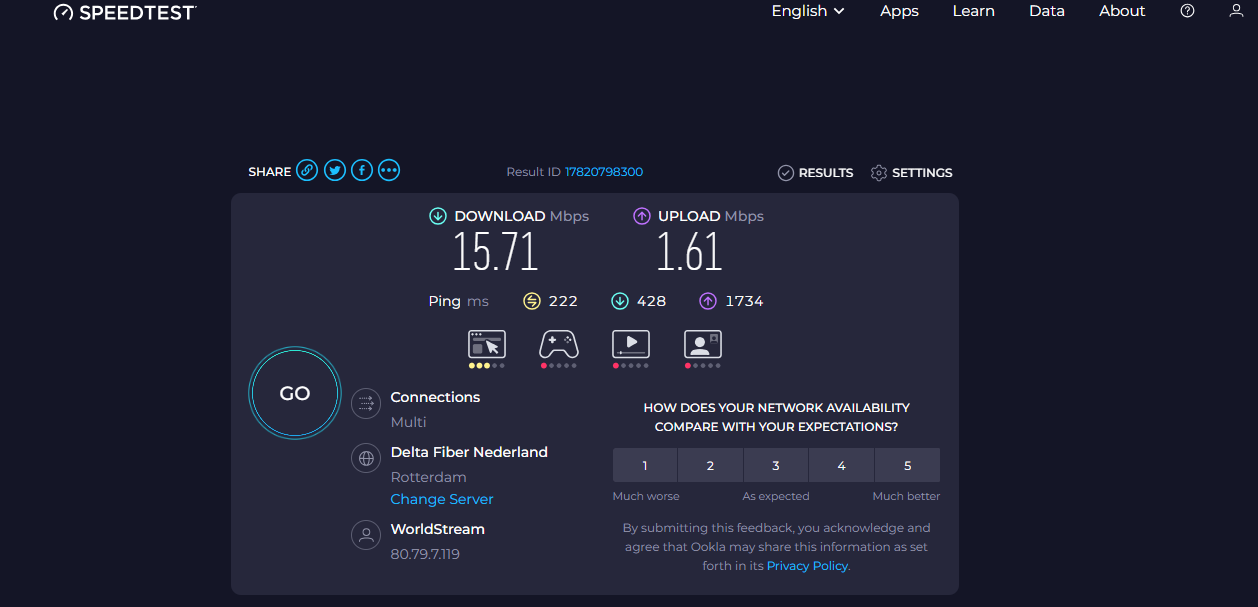 SPEEDTEST
English Apps Learn Data About
SHARE Result ID 17820798300 RESULTS SETTINGS
DOWNLOAD Mbps UPLOAD Mbps
15.71 1.61
Ping ms 222 428 1734
GO
Connections
Multi
Delta Fiber Nederland
Rotterdam
Change Server
WorldStream
80.79.7.119
HOW DOES YOUR NETWORK AVAILABILITY
COMPARE WITH YOUR EXPECTATIONS?
1 2 3 4 5
Much worse As expected Much better
By submitting this feedback, you acknowledge and
agree that Ookla may share this information as set
forth in its Privacy Policy.